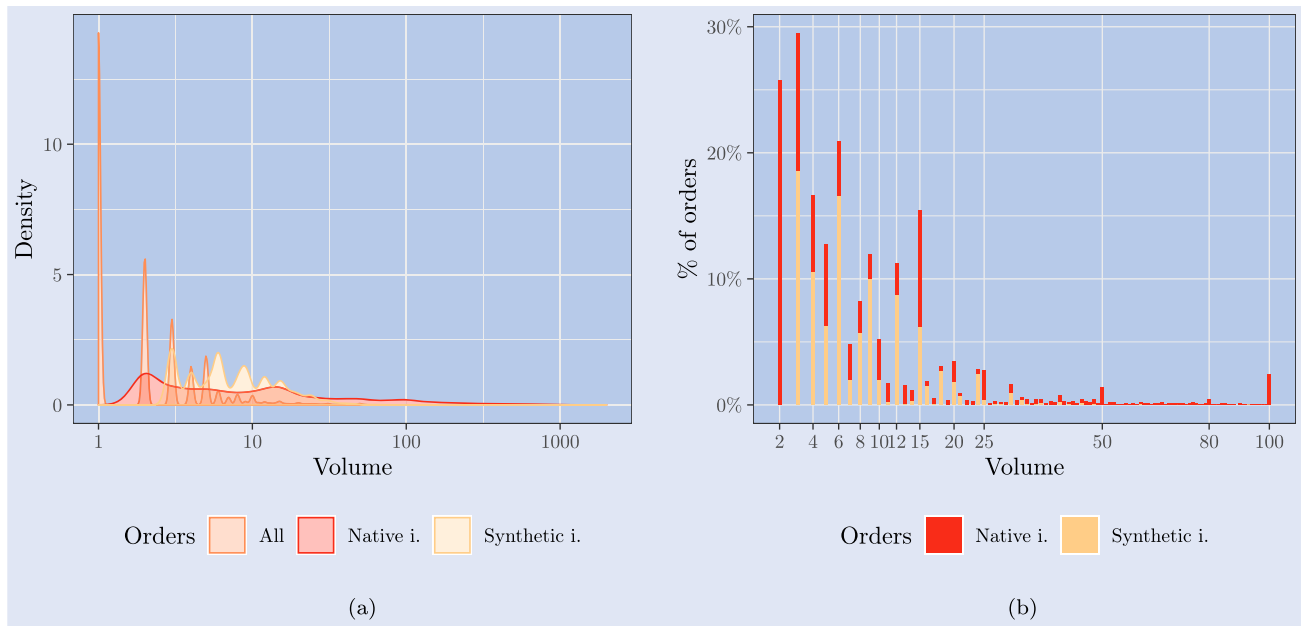 10
5
0
Density
1 10 100 1000
Volume
Orders All Native i. Synthetic i.
(a)
30%
20%
10%
0%
% of orders
2 4 6 8 10 12 15 20 25 50 80 100
Volume
Orders Native i. Synthetic i.
(b)